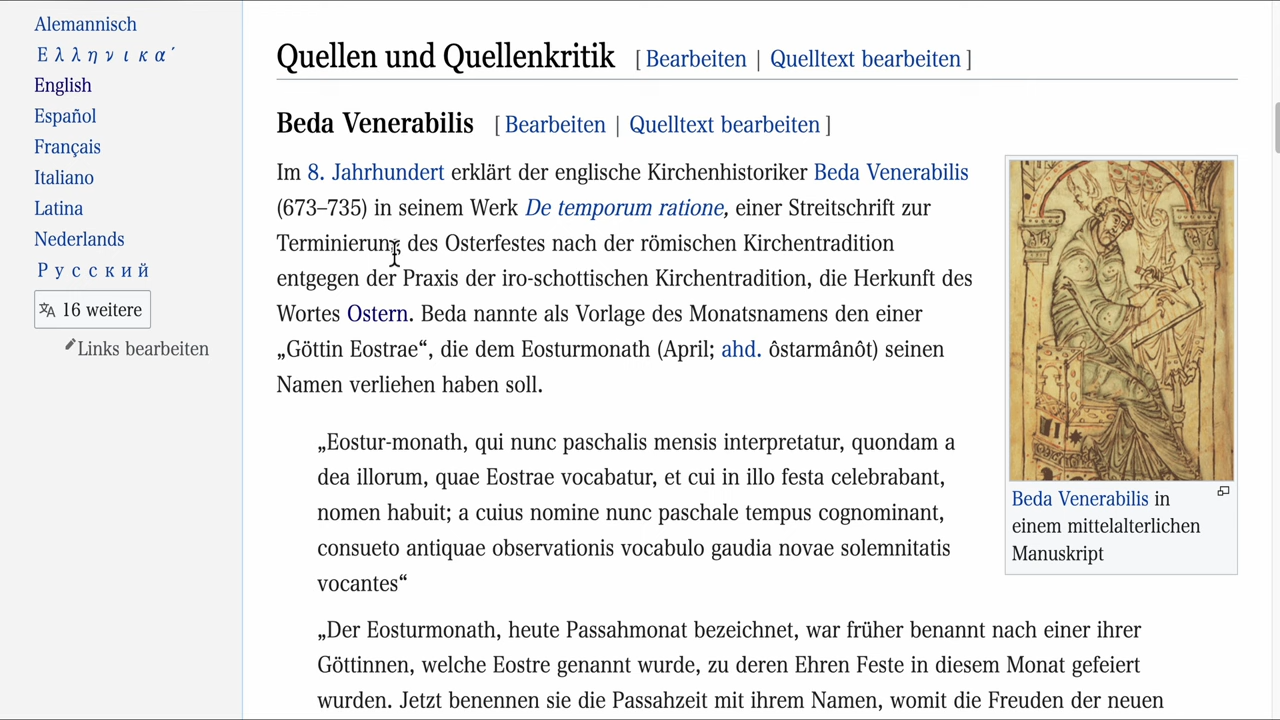 Alemannisch
Ελληνικα´
English
Español
Français
Italiano
Latina
Nederlands
Русский
16 weitere
Links bearbeiten
Quellen und Quellenkritik [ Bearbeiten | Quelltext bearbeiten ]
Beda Venerabilis [ Bearbeiten | Quelltext bearbeiten ]
Im 8. Jahrhundert erklärt der englische Kirchenhistoriker Beda Venerabilis
(673–735) in seinem Werk De temporum ratione, einer Streitschrift zur
Terminierung des Osterfestes nach der römischen Kirchentradition
entgegen der Praxis der iro-schottischen Kirchentradition, die Herkunft des
Wortes Ostern. Beda nannte als Vorlage des Monatsnamens den einer
„Göttin Eostrae“, die dem Eosturmonath (April; ahd. ôstarmânôt) seinen
Namen verliehen haben soll.
„Eostur-monath, qui nunc paschalis mensis interpretatur, quondam a
dea illorum, quae Eostrae vocabatur, et cui in illo festa celebrabant,
nomen habuit; a cuius nomine nunc paschale tempus cognominant,
consueto antiquae observationis vocabulo gaudia novae solemnitatis
vocantes“
„Der Eosturmonath, heute Passahmonat bezeichnet, war früher benannt nach einer ihrer
Göttinnen, welche Eostre genannt wurde, zu deren Ehren Feste in diesem Monat gefeiert
wurden. Jetzt benennen sie die Passahzeit mit ihrem Namen, womit die Freuden der neuen
Beda Venerabilis in
einem mittelalterlichen
Manuskript